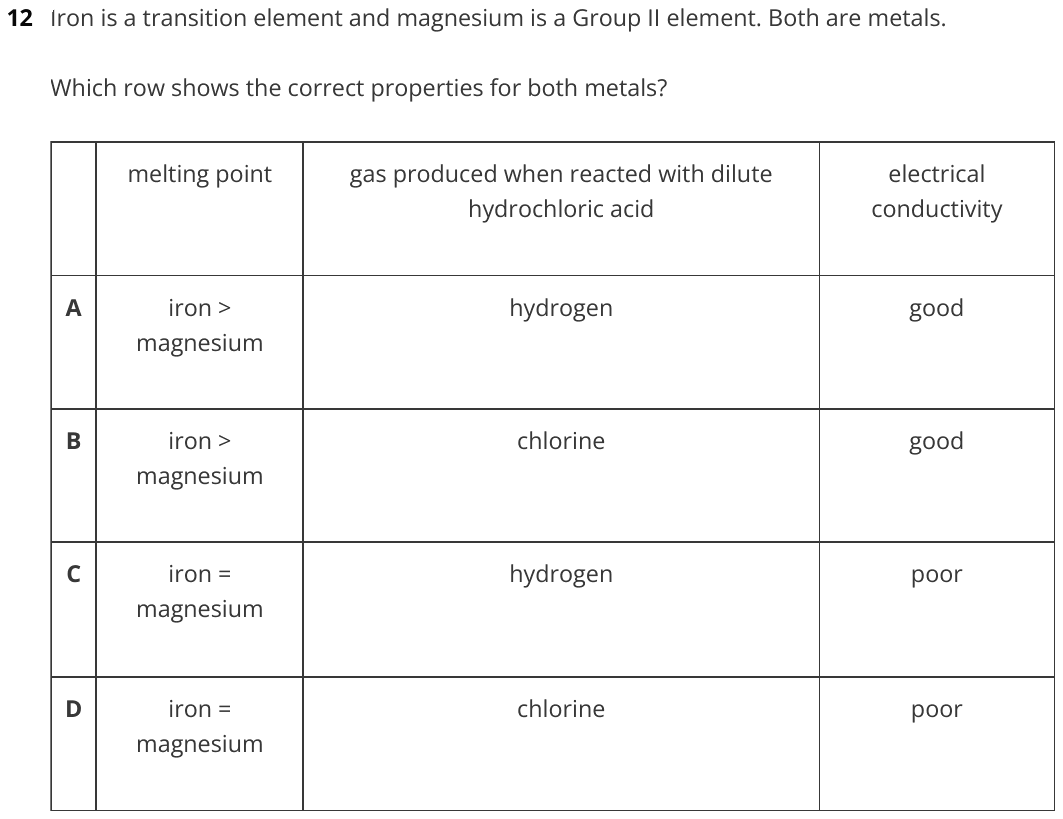 12 Iron is a transition element and magnesium is a Group II element. Both are metals.
Which row shows the correct properties for both metals?
melting point
gas produced when reacted with dilute
hydrochloric acid
electrical
conductivity
A
iron >
magnesium
hydrogen
good
B
iron >
magnesium
chlorine
good
C
iron =
magnesium
hydrogen
poor
D
iron =
magnesium
chlorine
poor